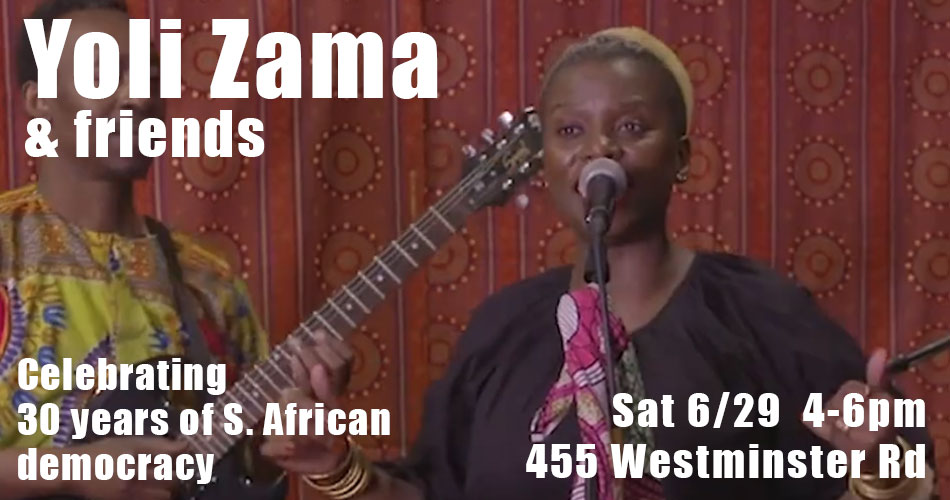 Yoli Zama
& friends
Celebrating
30 years of S. African
democracy
Sat 6/29 4-6pm
455 Westminster Rd